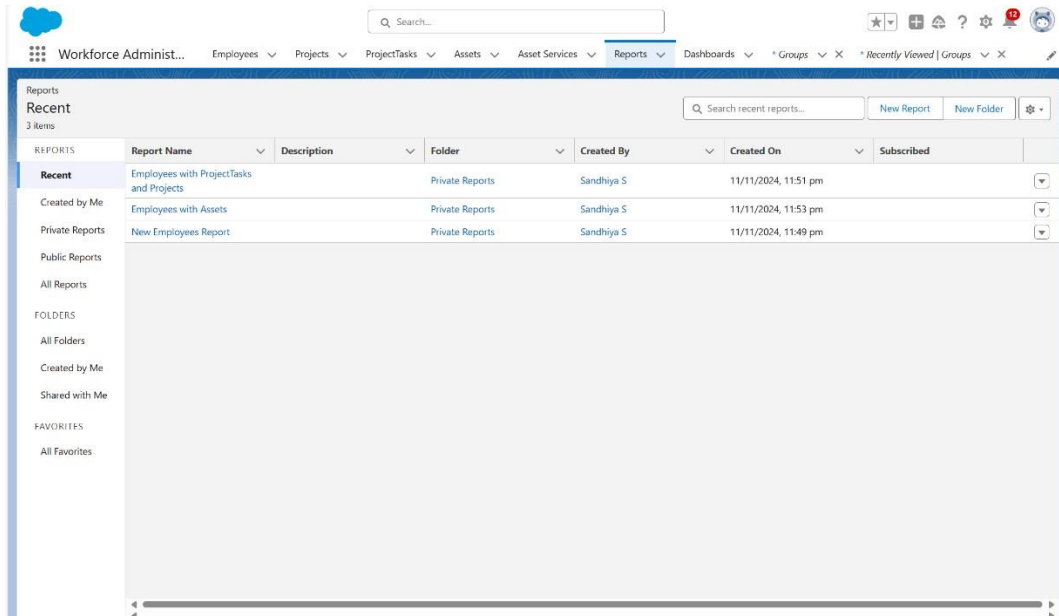 Search...
12
Workforce Administ... Employees Projects ProjectTasks Assets Asset Services Reports Dashboards * Groups * Recently Viewed | Groups
Reports
Recent
3 items
Search recent reports...
New Report New Folder
REPORTS
Recent
Created by Me
Private Reports
Public Reports
All Reports
FOLDERS
All Folders
Created by Me
Shared with Me
FAVORITES
All Favorites
Report Name Description Folder Created By Created On Subscribed
Employees with ProjectTasks
and Projects Private Reports Sandhiya S 11/11/2024, 11:51 pm
Employees with Assets Private Reports Sandhiya S 11/11/2024, 11:53 pm
New Employees Report Private Reports Sandhiya S 11/11/2024, 11:49 pm